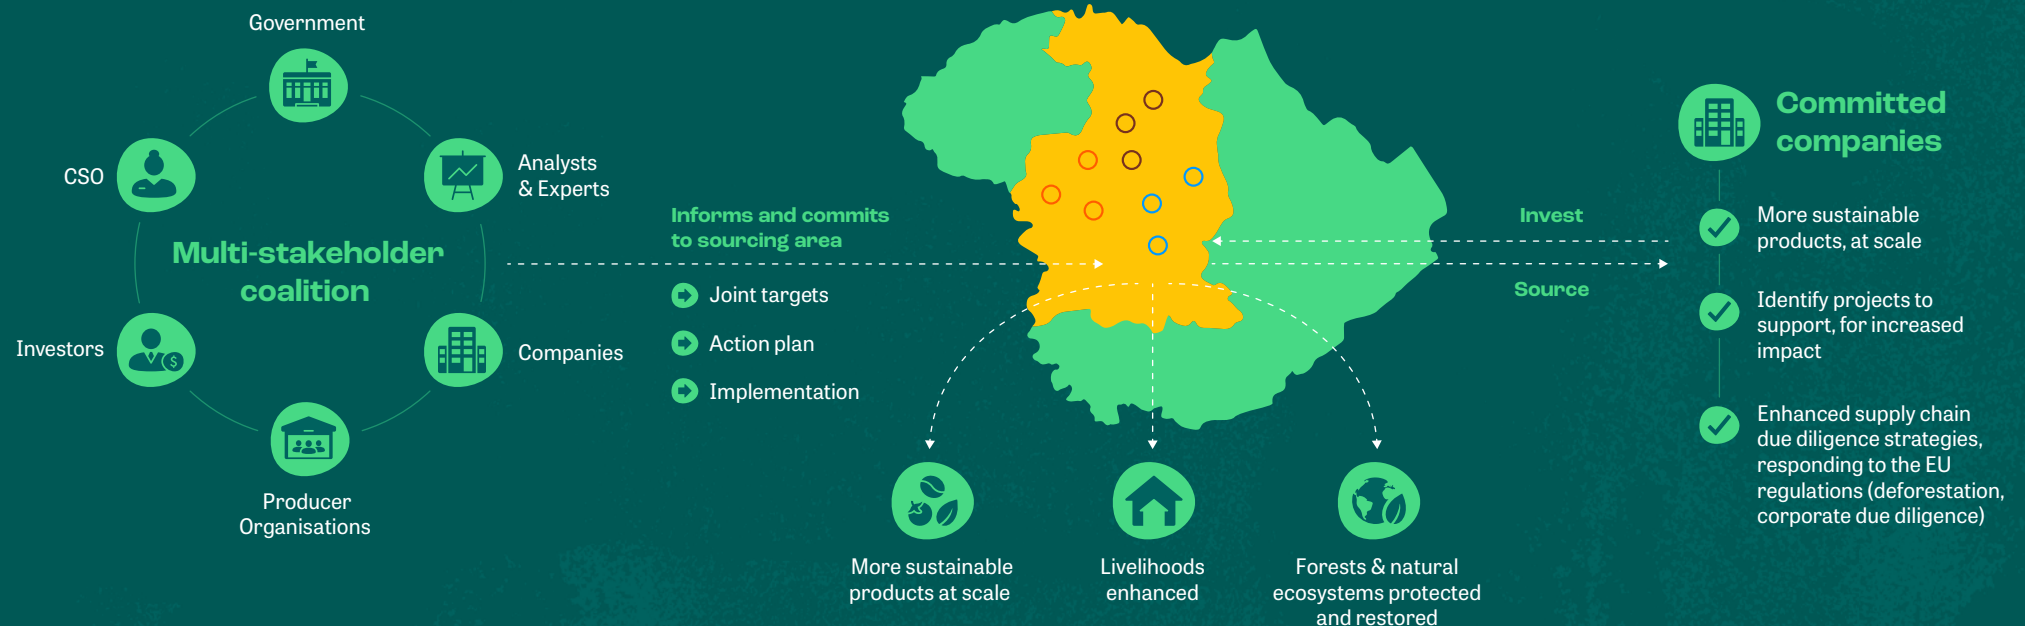 Government
CSO
Analysts
& Experts
Multi-stakeholder
coalition
Investors
Companies
Producer
Organisations
Informs and commits
to sourcing area
Joint targets
Action plan
Implementation
More sustainable
products at scale
Livelihoods
enhanced
Forests & natural
ecosystems protected
and restored
Invest
Source
Committed
companies
More sustainable
products, at scale
Identify projects to
support, for increased
impact
Enhanced supply chain
due diligence strategies,
responding to the EU
regulations (deforestation,
corporate due diligence)
$